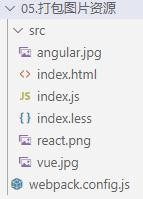 05.打包图片资源
src
angular.jpg
index.html
JS index.js
index.less
react.png
vue.jpg
webpack.config.js